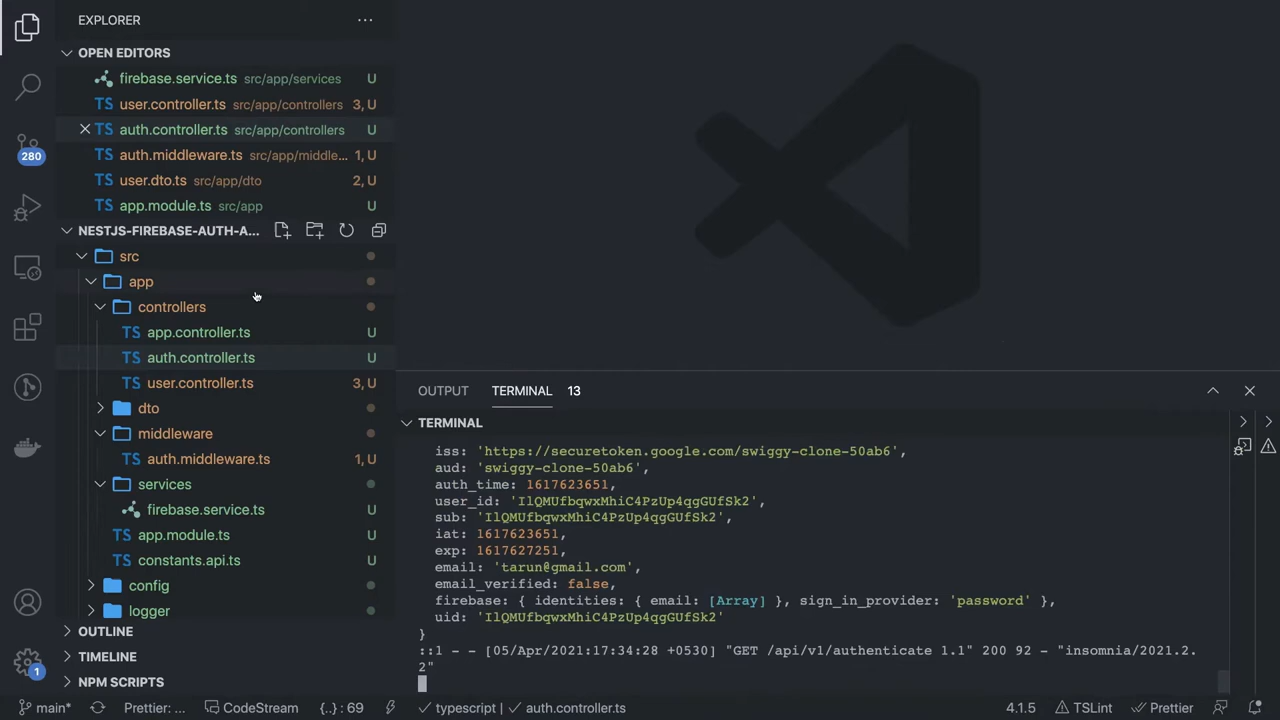 EXPLORER
OPEN EDITORS
firebase.service.ts src/app/services U
user.controller.ts src/app/controllers 3, U
auth.controller.ts src/app/controllers U
auth.middleware.ts src/app/middle... 1, U
user.dto.ts src/app/dto 2, U
app.module.ts src/app U
NESTJS-FIREBASE-AUTH-A...
src
app
controllers
TS app.controller.ts U
TS auth.controller.ts U
TS user.controller.ts 3, U
dto
middleware
TS auth.middleware.ts 1, U
services
firebase.service.ts U
TS app.module.ts U
TS constants.api.ts U
config
logger
OUTLINE
TIMELINE
NPM SCRIPTS
280
1
OUTPUT TERMINAL 13
TERMINAL
iss: 'https://securetoken.google.com/swiggy-clone-50ab6',
aud: 'swiggy-clone-50ab6',
auth_time: 1617623651,
user_id: 'IlQMUfbqwxMhiC4PzUp4qgGUfSk2',
sub: 'IlQMUfbqwxMhiC4PzUp4qgGUfSk2',
iat: 1617623651,
exp: 1617627251,
email: 'tarun@gmail.com',
email_verified: false,
firebase: { identities: { email: [Array] }, sign_in_provider: 'password' },
uid: 'IlQMUfbqwxMhiC4PzUp4qgGUfSk2'
}
::1 - - [05/Apr/2021:17:34:28 +0530] "GET /api/v1/authenticate 1.1" 200 92 - "insomnia/2021.2.
2"
main* Prettier: ... CodeStream {..} : 69 typescript | auth.controller.ts 4.1.5 TSLint Prettier